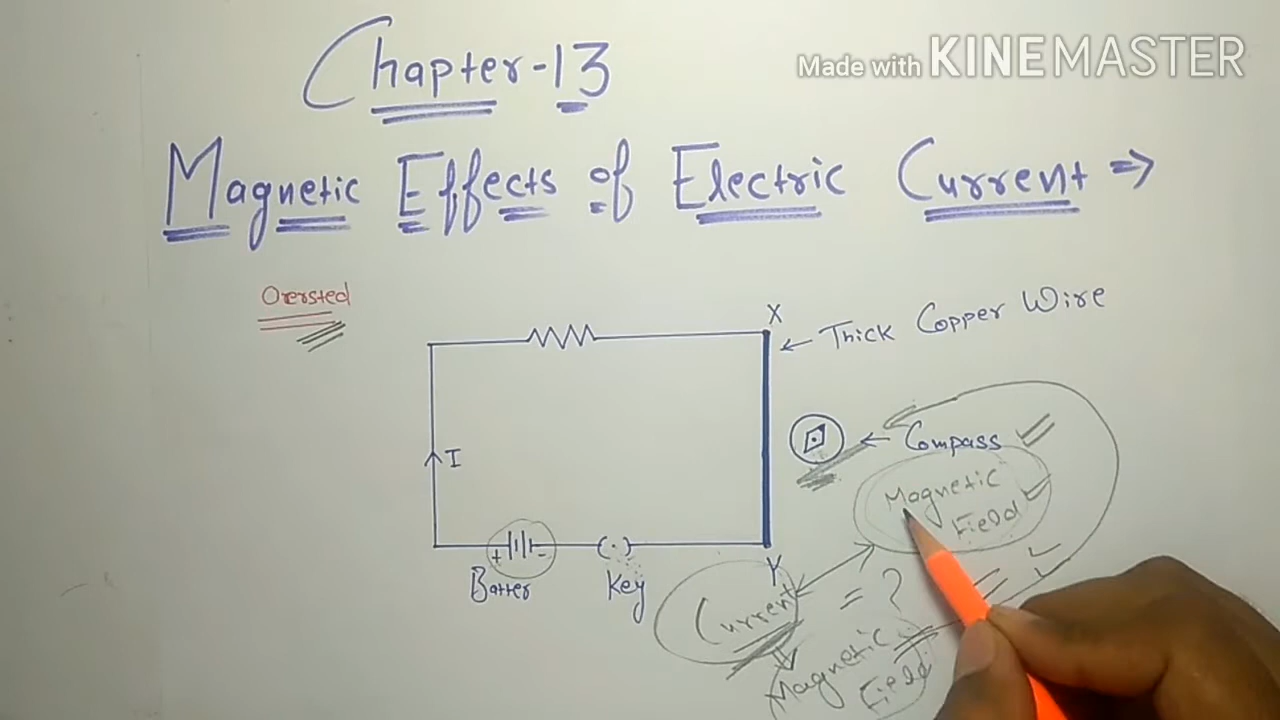 Made with KINEMASTER
Chapter-13
Magnetic Effects of Electric Current ⇒
Oersted
X
← Thick Copper Wire
← Compass
I
Magnetic
Field
+ -
Batter
Key
Y
Current
= ?
Magnetic
Field